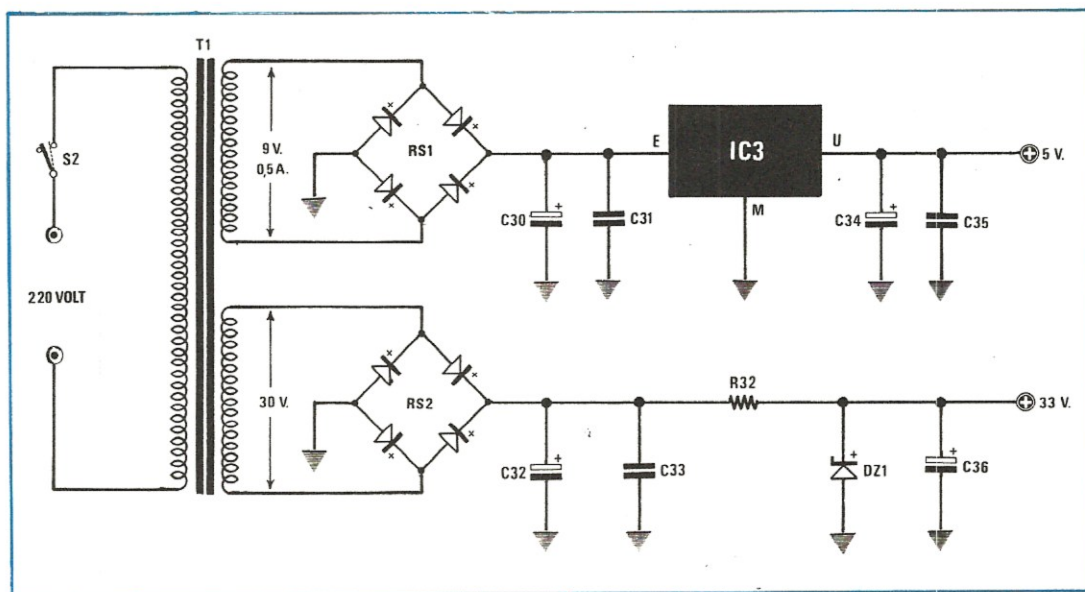 T1
S2
9 V.
0,5 A.
RS1
E
IC3
U
5 V.
C30
+
C31
M
C34
+
C35
220 VOLT
30 V.
RS2
R32
33 V.
C32
+
C33
+
DZ1
+
C36